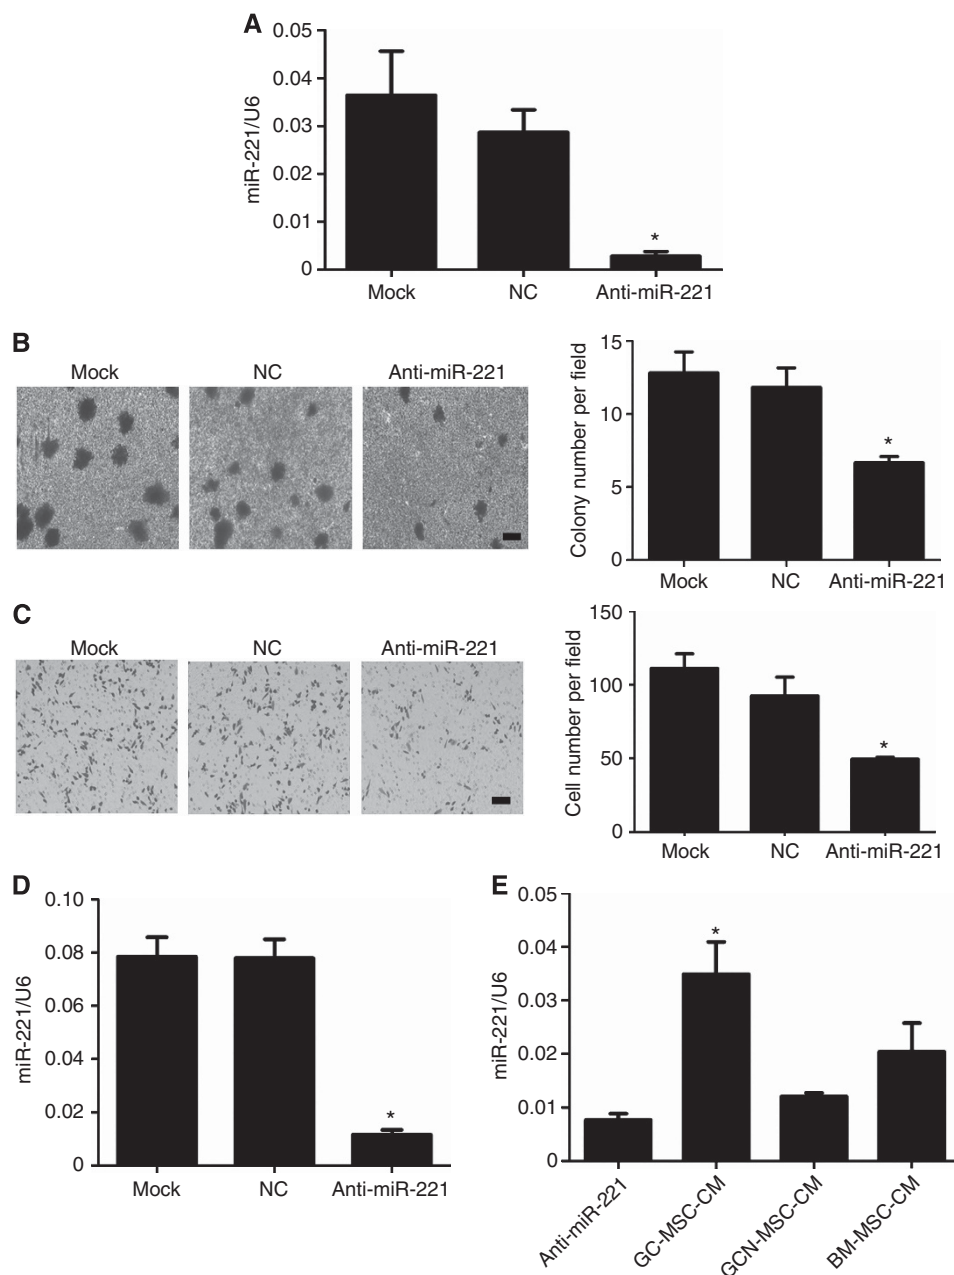 A
miR-221/U6
0.05
0.04
0.03
0.02
0.01
0
*
Mock NC Anti-miR-221
B
Mock NC Anti-miR-221
Colony number per field
15
10
5
0
*
Mock NC Anti-miR-221
C
Mock NC Anti-miR-221
Cell number per field
150
100
50
0
*
Mock NC Anti-miR-221
D
miR-221/U6
0.10
0.08
0.06
0.04
0.02
0
*
Mock NC Anti-miR-221
E
miR-221/U6
0.05
0.04
0.03
0.02
0.01
0
*
Anti-miR-221
GC-MSC-CM
GCN-MSC-CM
BM-MSC-CM